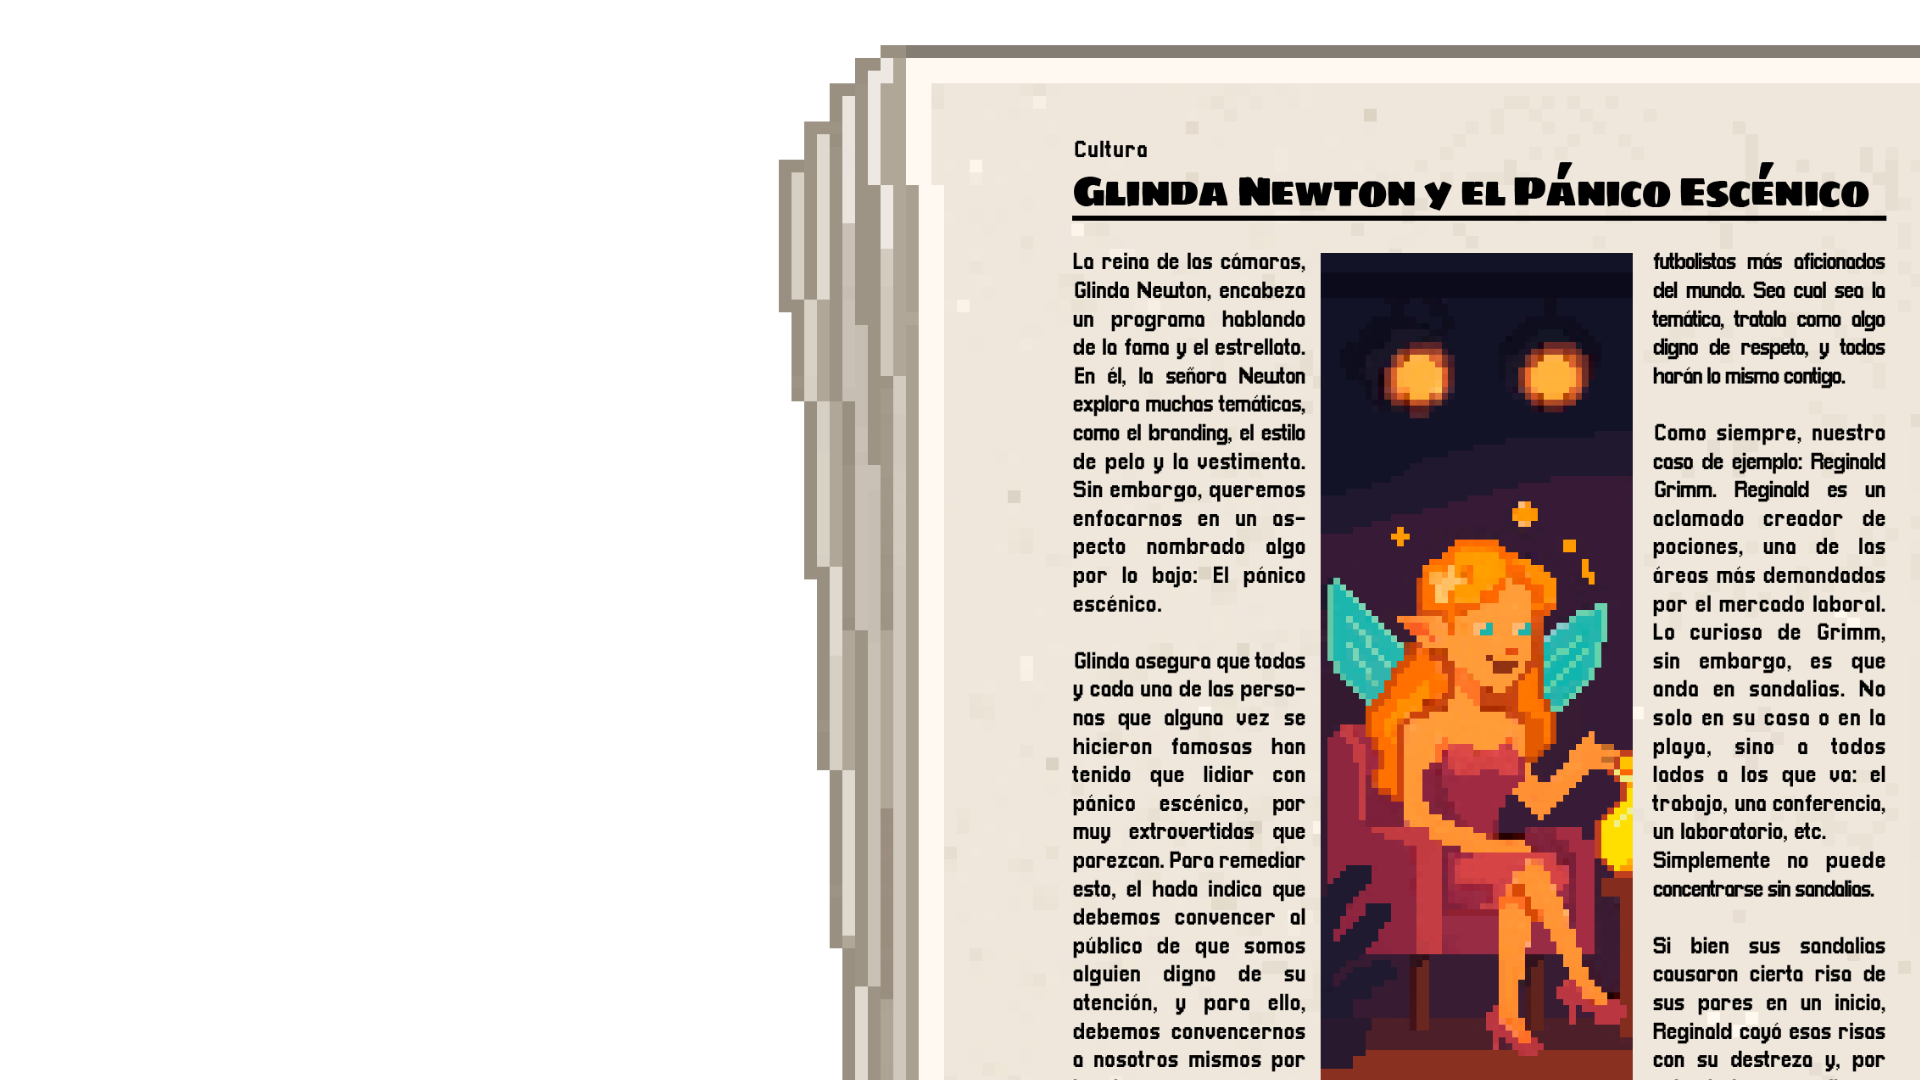 Cultura
Glinda Newton y el Pánico Escénico
La reina de las cámaras,
Glinda Newton, encabeza
un programa hablando
de la fama y el estrellato.
En él, la señora Newton
explora muchas temáticas,
como el branding, el estilo
de pelo y la vestimenta.
Sin embargo, queremos
enfocarnos en un as-
pecto nombrado algo
por lo bajo: El pánico
escénico.
Glinda asegura que todas
y cada una de las perso-
nas que alguna vez se
hicieron famosas han
tenido que lidiar con
pánico escénico, por
muy extrovertidas que
parezcan. Para remediar
esto, el hada indica que
debemos convencer al
público de que somos
alguien digno de su
atención, y para ello,
debemos convencernos
a nosotros mismos por
futbolistas más aficionados
del mundo. Sea cual sea la
temática, tratala como algo
digno de respeto, y todos
harán lo mismo contigo.
Como siempre, nuestro
caso de ejemplo: Reginald
Grimm. Reginald es un
aclamado creador de
pociones, una de las
áreas más demandadas
por el mercado laboral.
Lo curioso de Grimm,
sin embargo, es que
anda en sandalias. No
solo en su casa o en la
playa, sino a todos
lados a los que va: el
trabajo, una conferencia,
un laboratorio, etc.
Simplemente no puede
concentrarse sin sandalias.
Si bien sus sandalias
causaron cierta risa de
sus pares en un inicio,
Reginald cayó esas risas
con su destreza y, por